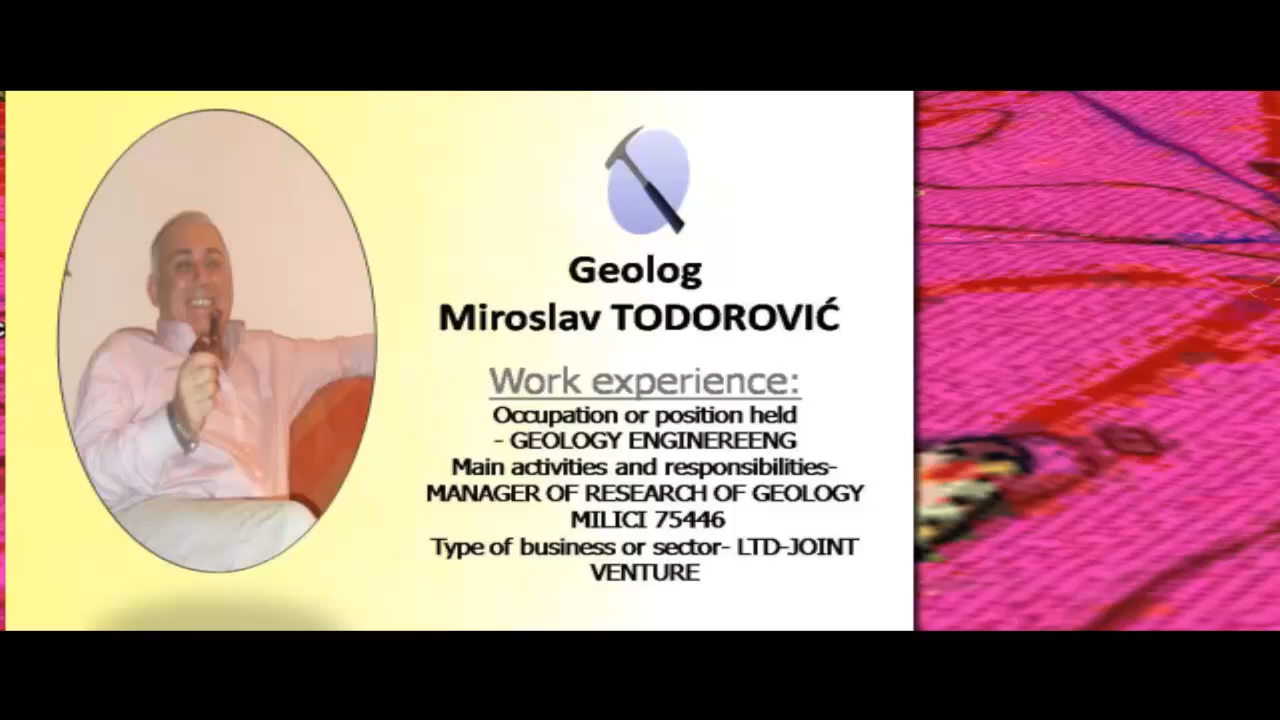 Geolog
Miroslav TODOROVIĆ
Work experience:
Occupation or position held
- GEOLOGY ENGINEREENG
Main activities and responsibilities-
MANAGER OF RESEARCH OF GEOLOGY
MILICI 75446
Type of business or sector- LTD-JOINT
VENTURE